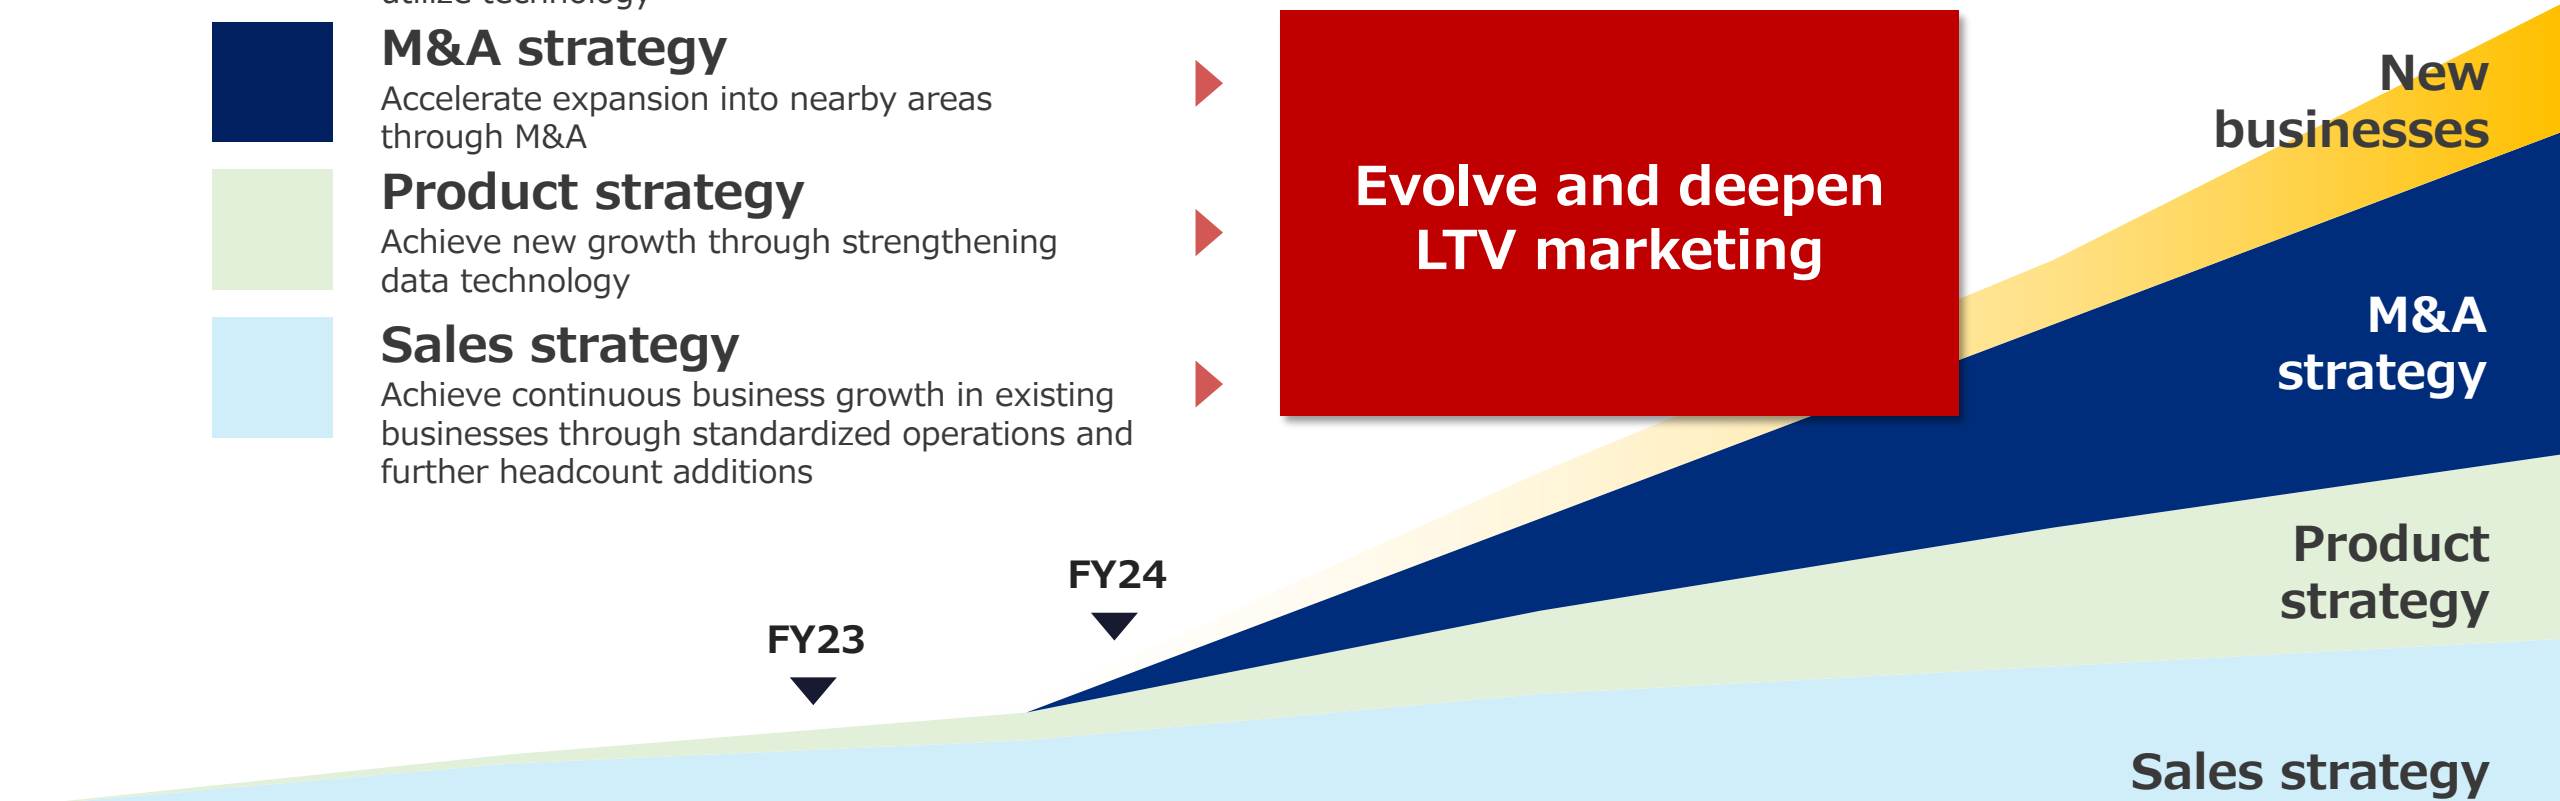 utilize technology
M&A strategy
Accelerate expansion into nearby areas
through M&A
Product strategy
Achieve new growth through strengthening
data technology
Sales strategy
Achieve continuous business growth in existing
businesses through standardized operations and
further headcount additions
Evolve and deepen
LTV marketing
New
businesses
M&A
strategy
Product
strategy
Sales strategy
FY24
FY23